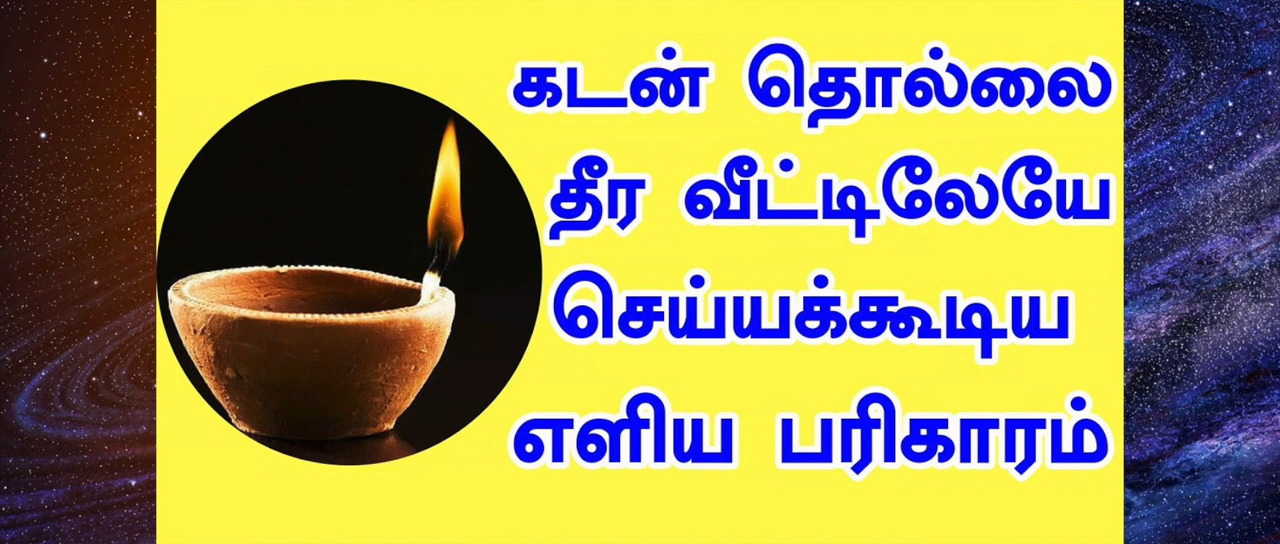 கடன் தொல்லை
தீர வீட்டிலேயே
செய்யக்கூடிய
எளிய பரிகாரம்